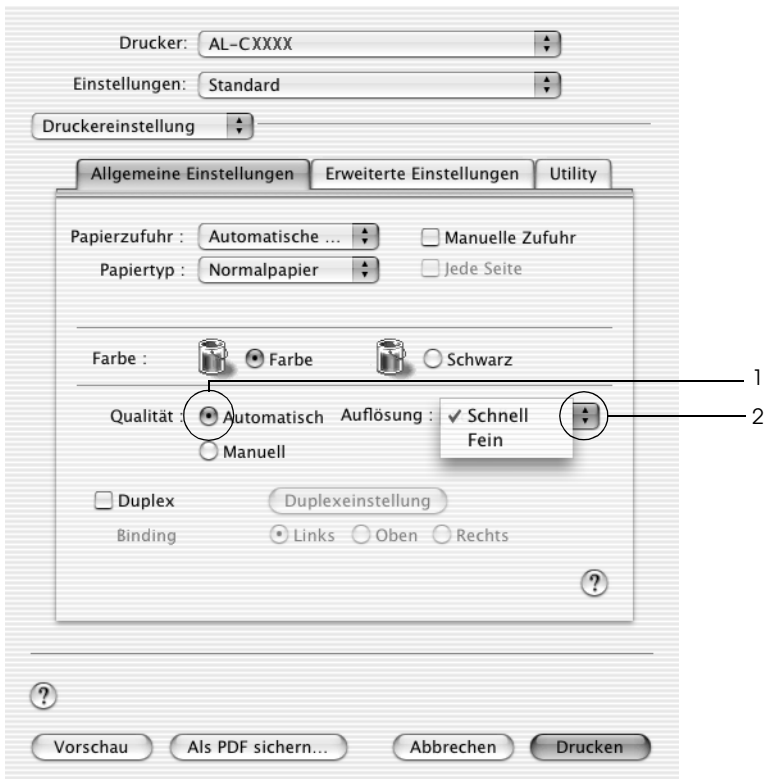 Drucker: AL-CXXXX
Einstellungen: Standard
Druckereinstellung
Allgemeine Einstellungen Erweiterte Einstellungen Utility
Papierzufuhr : Automatische ... Manuelle Zufuhr
Papiertyp : Normalpapier Jede Seite
Farbe : Farbe Schwarz
1
Qualität : Automatisch Auflösung : ✓ Schnell 2
Fein
Manuell
Duplex Duplexeinstellung
Binding Links Oben Rechts
?
?
Vorschau Als PDF sichern... Abbrechen Drucken